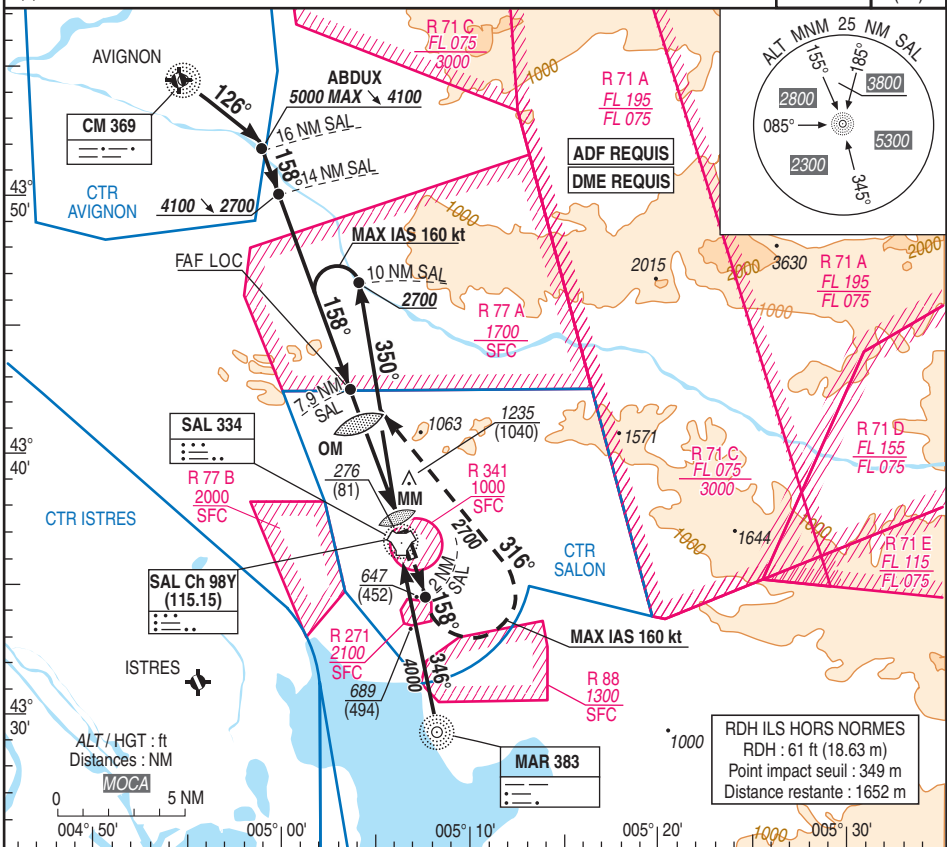 AVIGNON
CM 369
126°
ABDUX
5000 MAX ↘ 4100
16 NM SAL
158°
14 NM SAL
4100 ↘ 2700
CTR
AVIGNON
43°
50'
R 71 C
FL 075
3000
1000
R 71 A
FL 195
FL 075
ADF REQUIS
DME REQUIS
ALT MNM 25 NM SAL
155°
185°
2800
3800
085°
5300
2300
345°
1000
FAF LOC
MAX IAS 160 kt
10 NM SAL
2700
158°
350°
R 77 A
1700
SFC
2015
2000
3630
1000
2000
R 71 A
FL 195
FL 075
7.9 NM
SAL
SAL 334
OM
1063
1235
(1040)
1571
R 71 D
FL 155
FL 075
43°
40'
276
(81)
MM
R 77 B
2000
SFC
R 341
1000
SFC
R 71 C
FL 075
3000
CTR ISTRES
2700
316°
1644
1000
R 71 E
FL 115
FL 075
SAL Ch 98Y
(115.15)
647
(452)
2 NM
SAL
158°
CTR
SALON
MAX IAS 160 kt
R 271
2100
SFC
ISTRES
4000
346°
689
(494)
R 88
1300
SFC
43°
30'
ALT / HGT : ft
Distances : NM
MOCA
0 5 NM
MAR 383
1000
RDH ILS HORS NORMES
RDH : 61 ft (18.63 m)
Point impact seuil : 349 m
Distance restante : 1652 m
1000
004° 50' 005° 00' 005° 10' 005° 20' 005° 30'